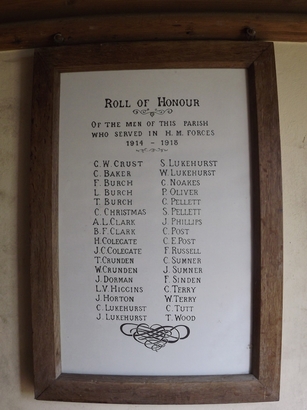 ROLL OF HONOUR
OF THE MEN OF THIS PARISH
WHO SERVED IN H.M. FORCES
1914 - 1918
C. W. CRUST
C. BAKER
F. BURCH
L. BURCH
T. BURCH
C. CHRISTMAS
A. L. CLARK
B. F. CLARK
H. COLEGATE
J. C. COLEGATE
T. CRUNDEN
W. CRUNDEN
J. DORMAN
L. V. HIGGINS
J. HORTON
C. LUKEHURST
J. LUKEHURST
S. LUKEHURST
W. LUKEHURST
C. NOAKES
P. OLIVER
C. PELLETT
S. PELLETT
J. PHILLIPS
C. POST
C. E. POST
F. RUSSELL
C. SUMNER
J. SUMNER
F. SINDEN
C. TERRY
W. TERRY
C. TUTT
T. WOOD